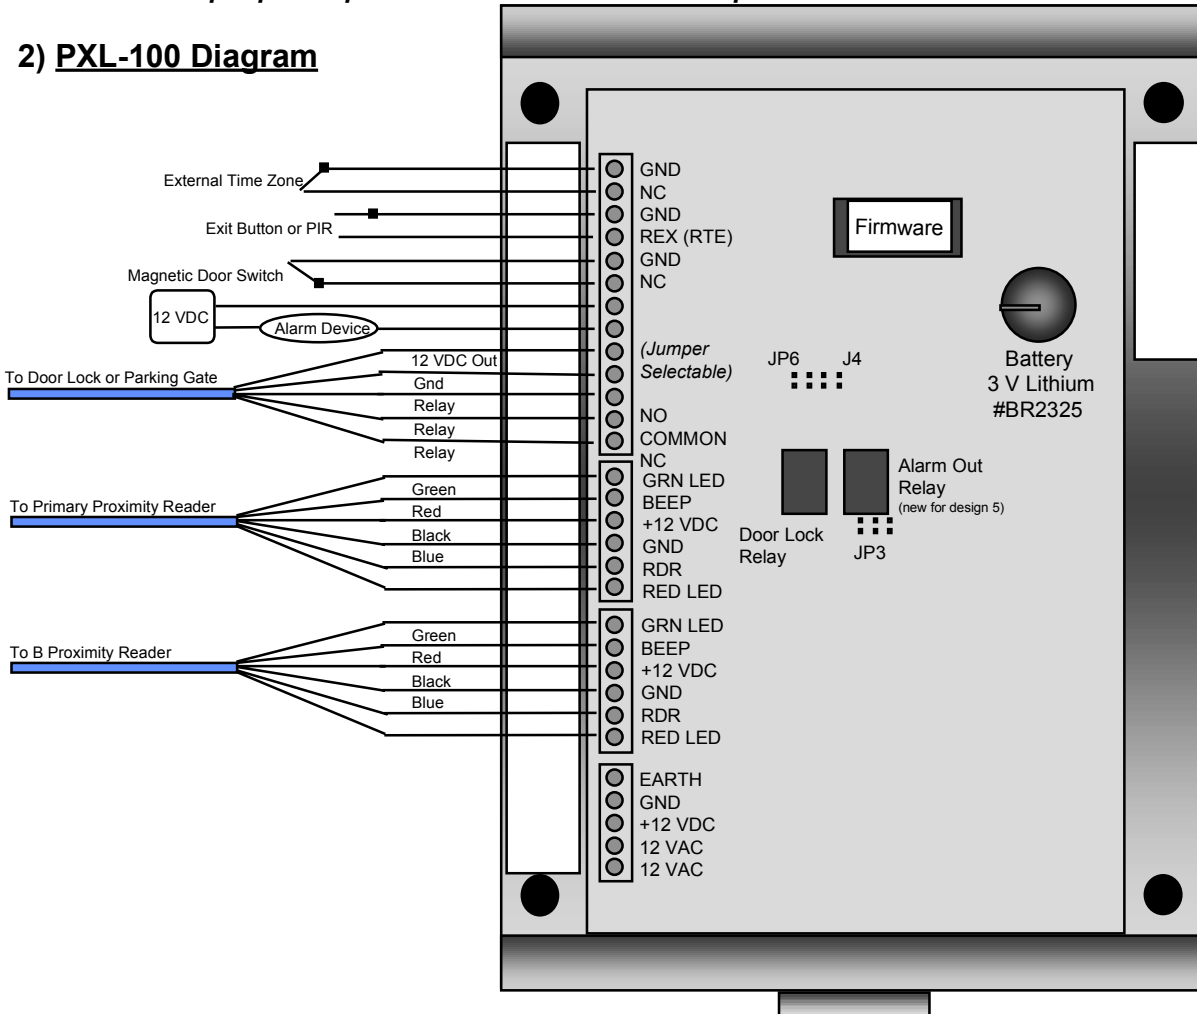 2) PXL-100 Diagram
External Time Zone
Exit Button or PIR
Magnetic Door Switch
12 VDC
Alarm Device
To Door Lock or Parking Gate
12 VDC Out
Gnd
Relay
Relay
Relay
To Primary Proximity Reader
Green
Red
Black
Blue
To B Proximity Reader
Green
Red
Black
Blue
GND
NC
GND
REX (RTE)
GND
NC
(Jumper
Selectable)
NO
COMMON
NC
GRN LED
BEEP
+12 VDC
GND
RDR
RED LED
GRN LED
BEEP
+12 VDC
GND
RDR
RED LED
EARTH
GND
+12 VDC
12 VAC
12 VAC
Firmware
Battery
3 V Lithium
#BR2325
JP6 J4
Door Lock
Relay
Alarm Out
Relay
(new for design 5)
JP3